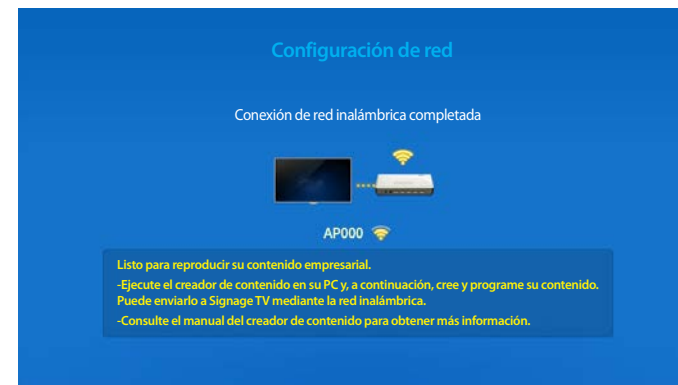 Configuración de red
Conexión de red inalámbrica completada
AP000
Listo para reproducir su contenido empresarial.
-Ejecute el creador de contenido en su PC y, a continuación, cree y programe su contenido.
Puede enviarlo a Signage TV mediante la red inalámbrica.
-Consulte el manual del creador de contenido para obtener más información.